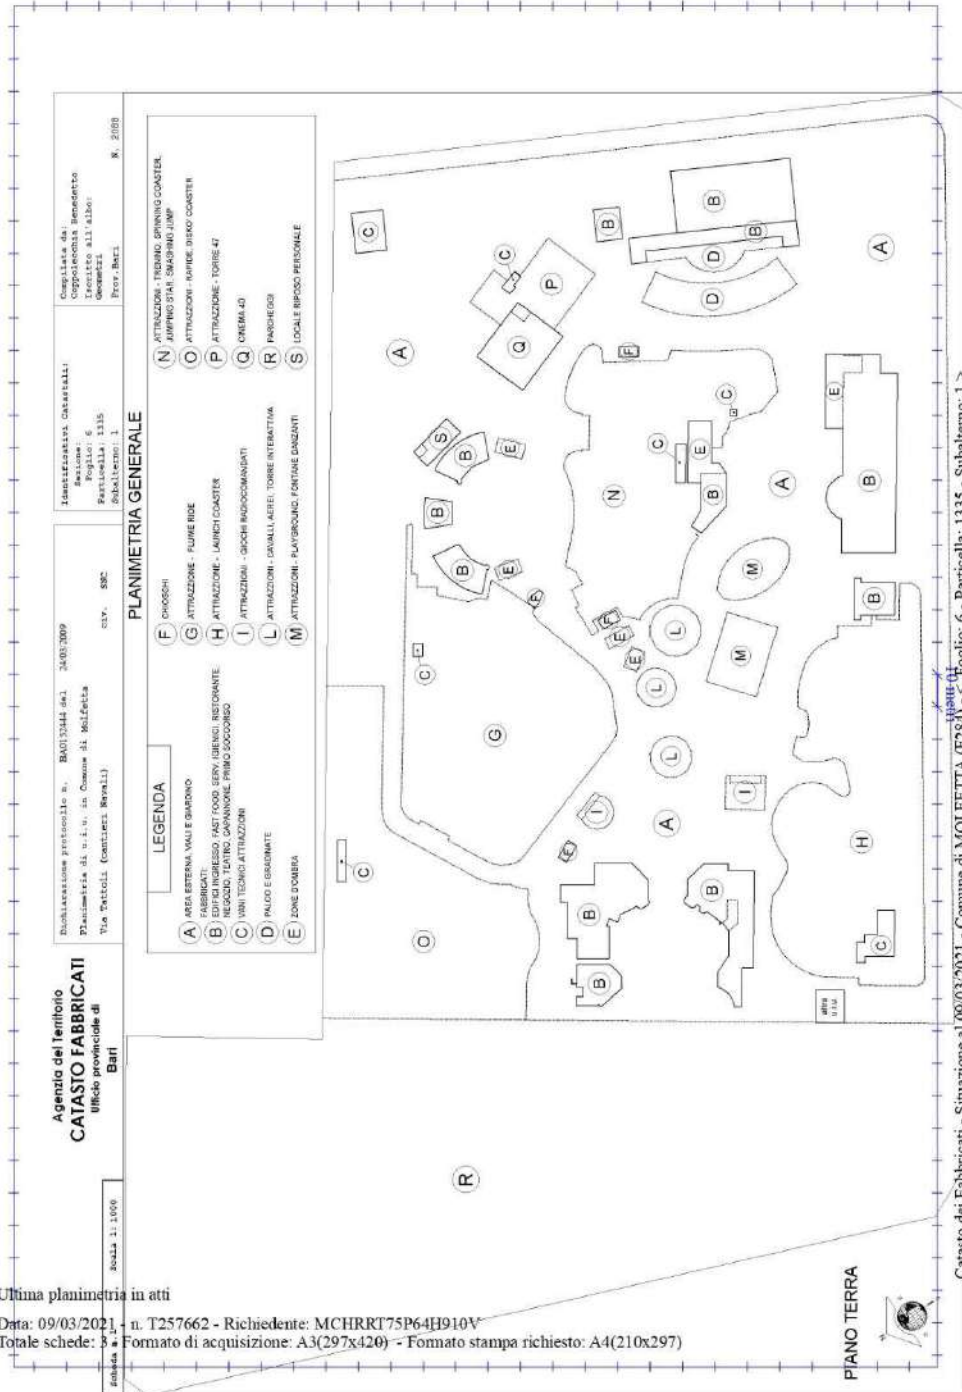 Agenzia del Territorio
CATASTO FABBRICATI
Ufficio provinciale di
Bari
Dichiarazione protocollo n. BA0152444 del 24/03/2009
Planimetria di u.i.u. in Comune di Molfetta
Via Tattoli (cantieri Navali) civ. SNC
Identificativi Catastali:
Sezione:
Foglio: 6
Particella: 1335
Subalterno: 1
Compilata da:
Coppolecchia Benedetto
Iscritto all'albo:
Geometri
Prov. Bari N. 2088
Scheda n. 1 Scala 1: 1000
PLANIMETRIA GENERALE
LEGENDA
A AREA ESTERNA, VIALI E GIARDINO
FABBRICATI:
B EDIFICI INGRESSO, FAST FOOD, SERV. IGIENICI, RISTORANTE,
NEGOZIO, TEATRO, CAPANNONE, PRIMO SOCCORSO
C VANI TECNICI ATTRAZIONI
D PALCO E GRADINATE
E ZONE D'OMBRA
F CHIOSCHI
G ATTRAZIONE - FLUME RIDE
H ATTRAZIONE - LAUNCH COASTER
I ATTRAZIONI - GIOCHI RADIOCOMANDATI
L ATTRAZIONI - CAVALLI, AEREI, TORRE INTERATTIVA
M ATTRAZIONI - PLAYGROUND, FONTANE DANZANTI
N ATTRAZIONI - TRENINO, SPINNING COASTER,
JUMPING STAR, SMASHING JUMP
O ATTRAZIONI - RAPIDE, DISKO' COASTER
P ATTRAZIONE - TORRE 47
Q CINEMA 4D
R PARCHEGGI
S LOCALE RIPOSO PERSONALE
C
A
C
P
Q
B
B
B
D
D
A
S
B
E
B
B
E
F
F
C
C
E
B
N
A
E
B
M
M
B
C
G
F
E
E
L
L
L
A
I
I
E
C
O
B
B
B
H
C
altra
u.i.u.
R
PIANO TERRA
10 metri
Catasto dei Fabbricati - Situazione al 09/03/2021 - Comune di MOLFETTA (F284) - < Foglio: 6 - Particella: 1335 - Subalterno: 1 >
Ultima planimetria in atti
Data: 09/03/2021 - n. T257662 - Richiedente: MCHRRT75P64H910V
Totale schede: 3 - Formato di acquisizione: A3(297x420) - Formato stampa richiesto: A4(210x297)